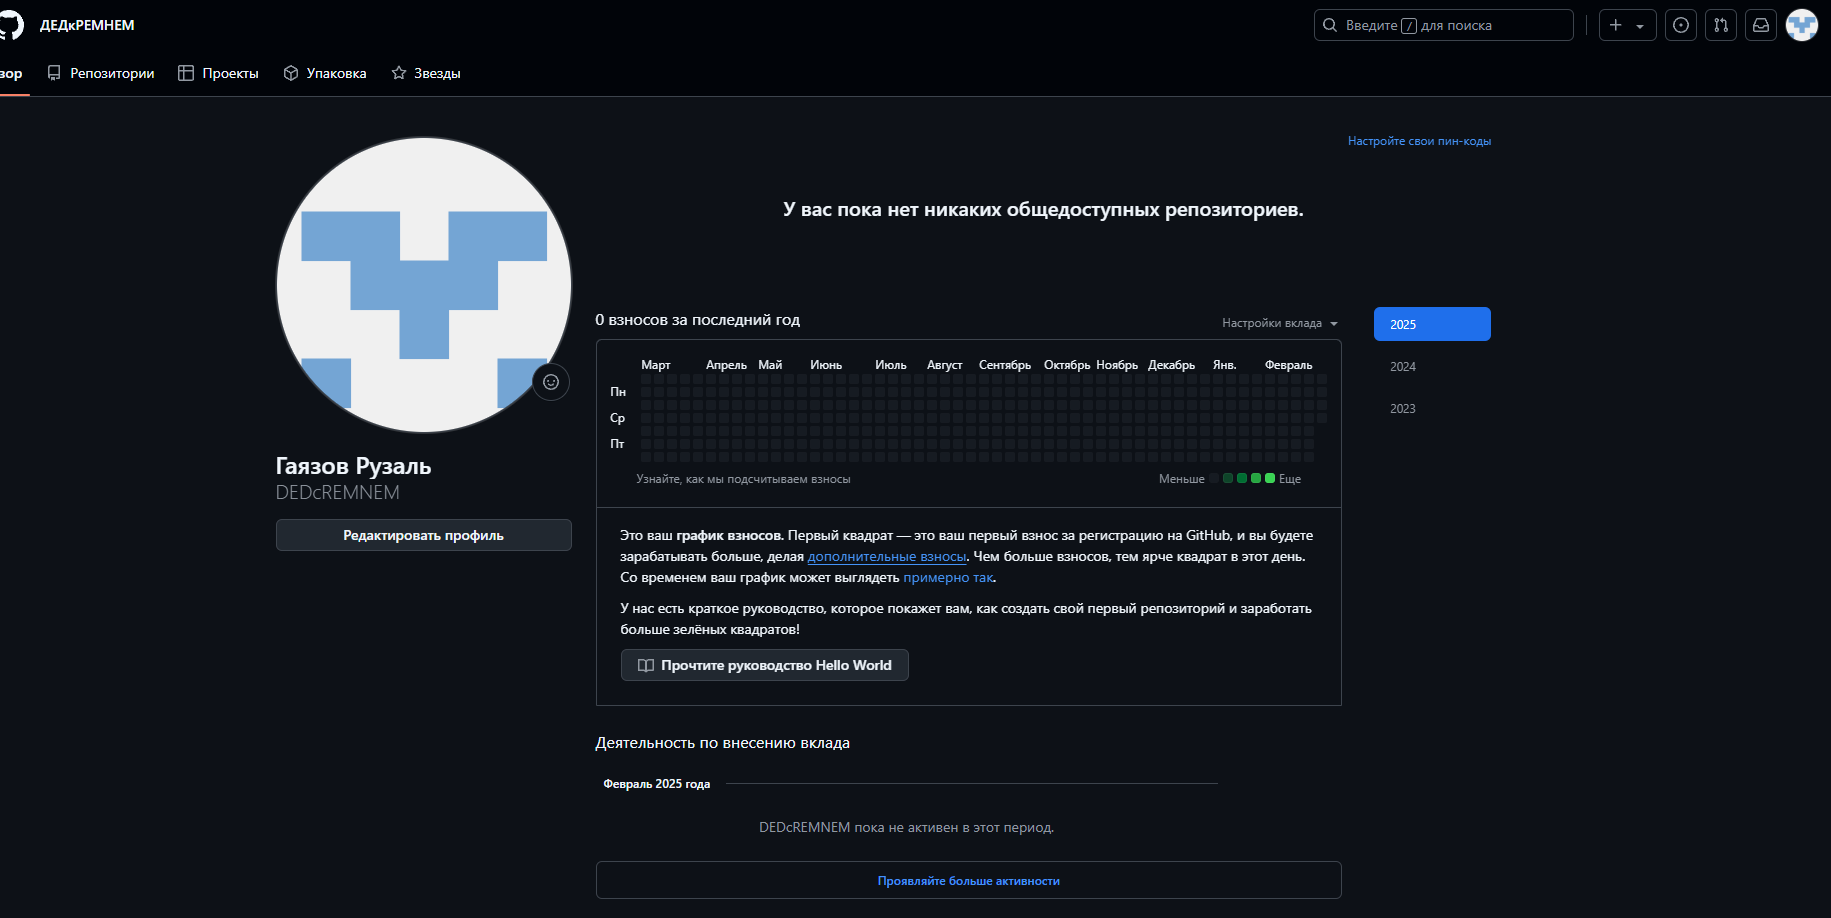 ДЕДкРЕМНЕМ
Введите / для поиска
зор Репозитории Проекты Упаковка Звезды
Настройте свои пин-коды
У вас пока нет никаких общедоступных репозиториев.
Гаязов Рузаль
DEDcREMNEM
Редактировать профиль
0 взносов за последний год
Настройки вклада
2025
2024
2023
Март Апрель Май Июнь Июль Август Сентябрь Октябрь Ноябрь Декабрь Янв. Февраль
Пн
Ср
Пт
Узнайте, как мы подсчитываем взносы
Меньше Еще
Это ваш график взносов. Первый квадрат — это ваш первый взнос за регистрацию на GitHub, и вы будете
зарабатывать больше, делая дополнительные взносы. Чем больше взносов, тем ярче квадрат в этот день.
Со временем ваш график может выглядеть примерно так.
У нас есть краткое руководство, которое покажет вам, как создать свой первый репозиторий и заработать
больше зелёных квадратов!
Прочтите руководство Hello World
Деятельность по внесению вклада
Февраль 2025 года
DEDcREMNEM пока не активен в этот период.
Проявляйте больше активности